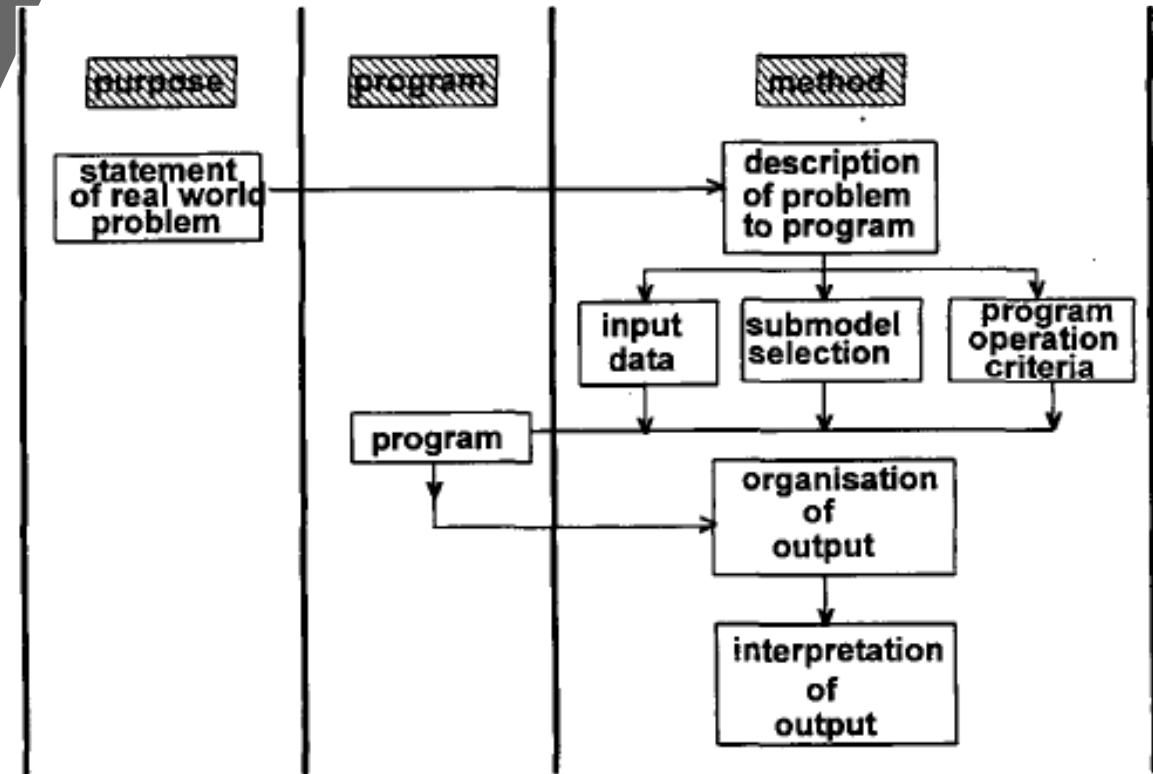 purpose
program
method
statement
of real world
problem
description
of problem
to program
input
data
submodel
selection
program
operation
criteria
program
organisation
of
output
interpretation
of
output